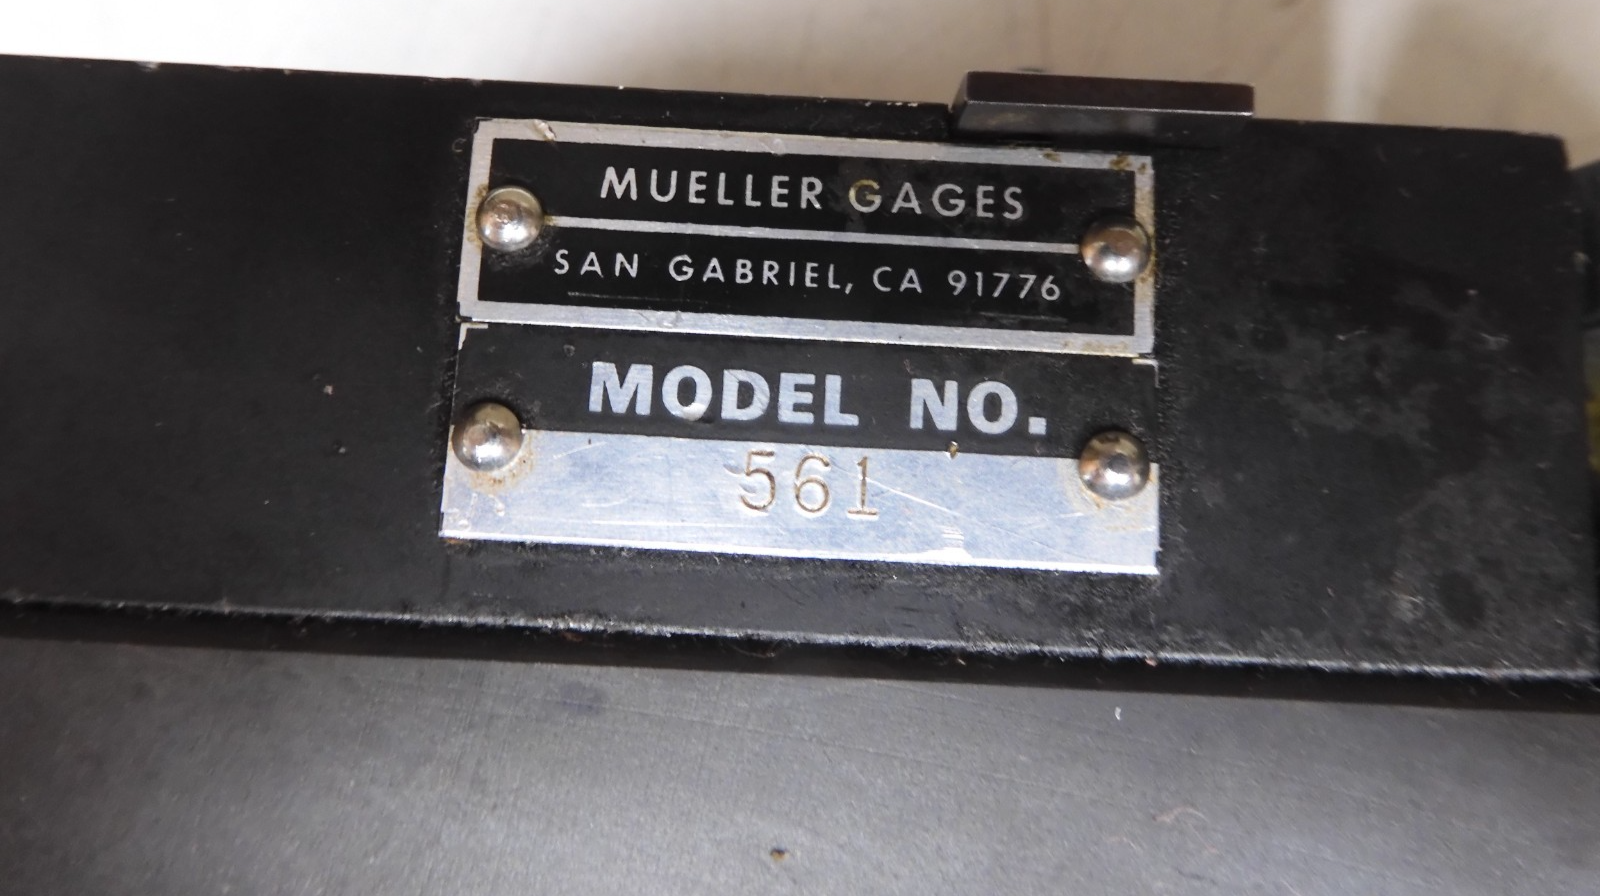 MUELLER GAGES
SAN GABRIEL, CA 91776
MODEL NO.
561